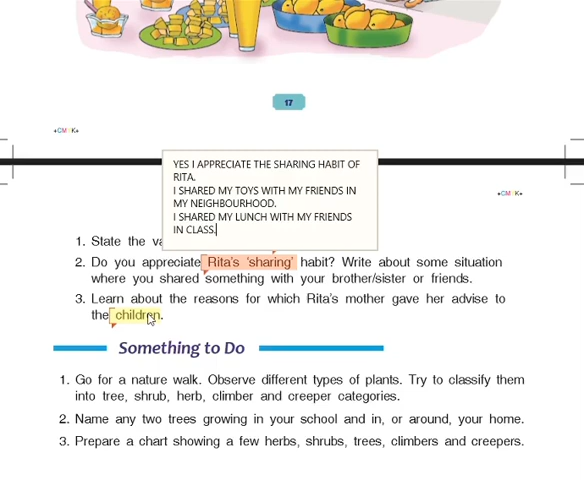 17
CMYK
YES I APPRECIATE THE SHARING HABIT OF
RITA.
I SHARED MY TOYS WITH MY FRIENDS IN
MY NEIGHBOURHOOD.
I SHARED MY LUNCH WITH MY FRIENDS
IN CLASS.
CMYK
1. State the
2. Do you appreciate Rita's 'sharing' habit? Write about some situation
where you shared something with your brother/sister or friends.
3. Learn about the reasons for which Rita's mother gave her advise to
the children.
Something to Do
1. Go for a nature walk. Observe different types of plants. Try to classify them
into tree, shrub, herb, climber and creeper categories.
2. Name any two trees growing in your school and in, or around, your home.
3. Prepare a chart showing a few herbs, shrubs, trees, climbers and creepers.